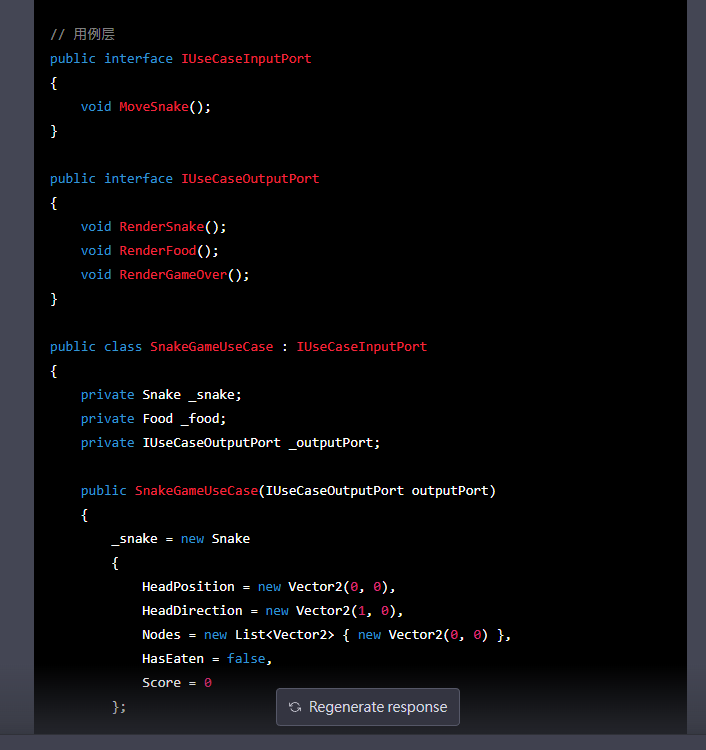 // 用例层
public interface IUseCaseInputPort
{
    void MoveSnake();
}

public interface IUseCaseOutputPort
{
    void RenderSnake();
    void RenderFood();
    void RenderGameOver();
}

public class SnakeGameUseCase : IUseCaseInputPort
{
    private Snake _snake;
    private Food _food;
    private IUseCaseOutputPort _outputPort;

    public SnakeGameUseCase(IUseCaseOutputPort outputPort)
    {
        _snake = new Snake
        {
            HeadPosition = new Vector2(0, 0),
            HeadDirection = new Vector2(1, 0),
            Nodes = new List<Vector2> { new Vector2(0, 0) },
            HasEaten = false,
            Score = 0
        };
Regenerate response